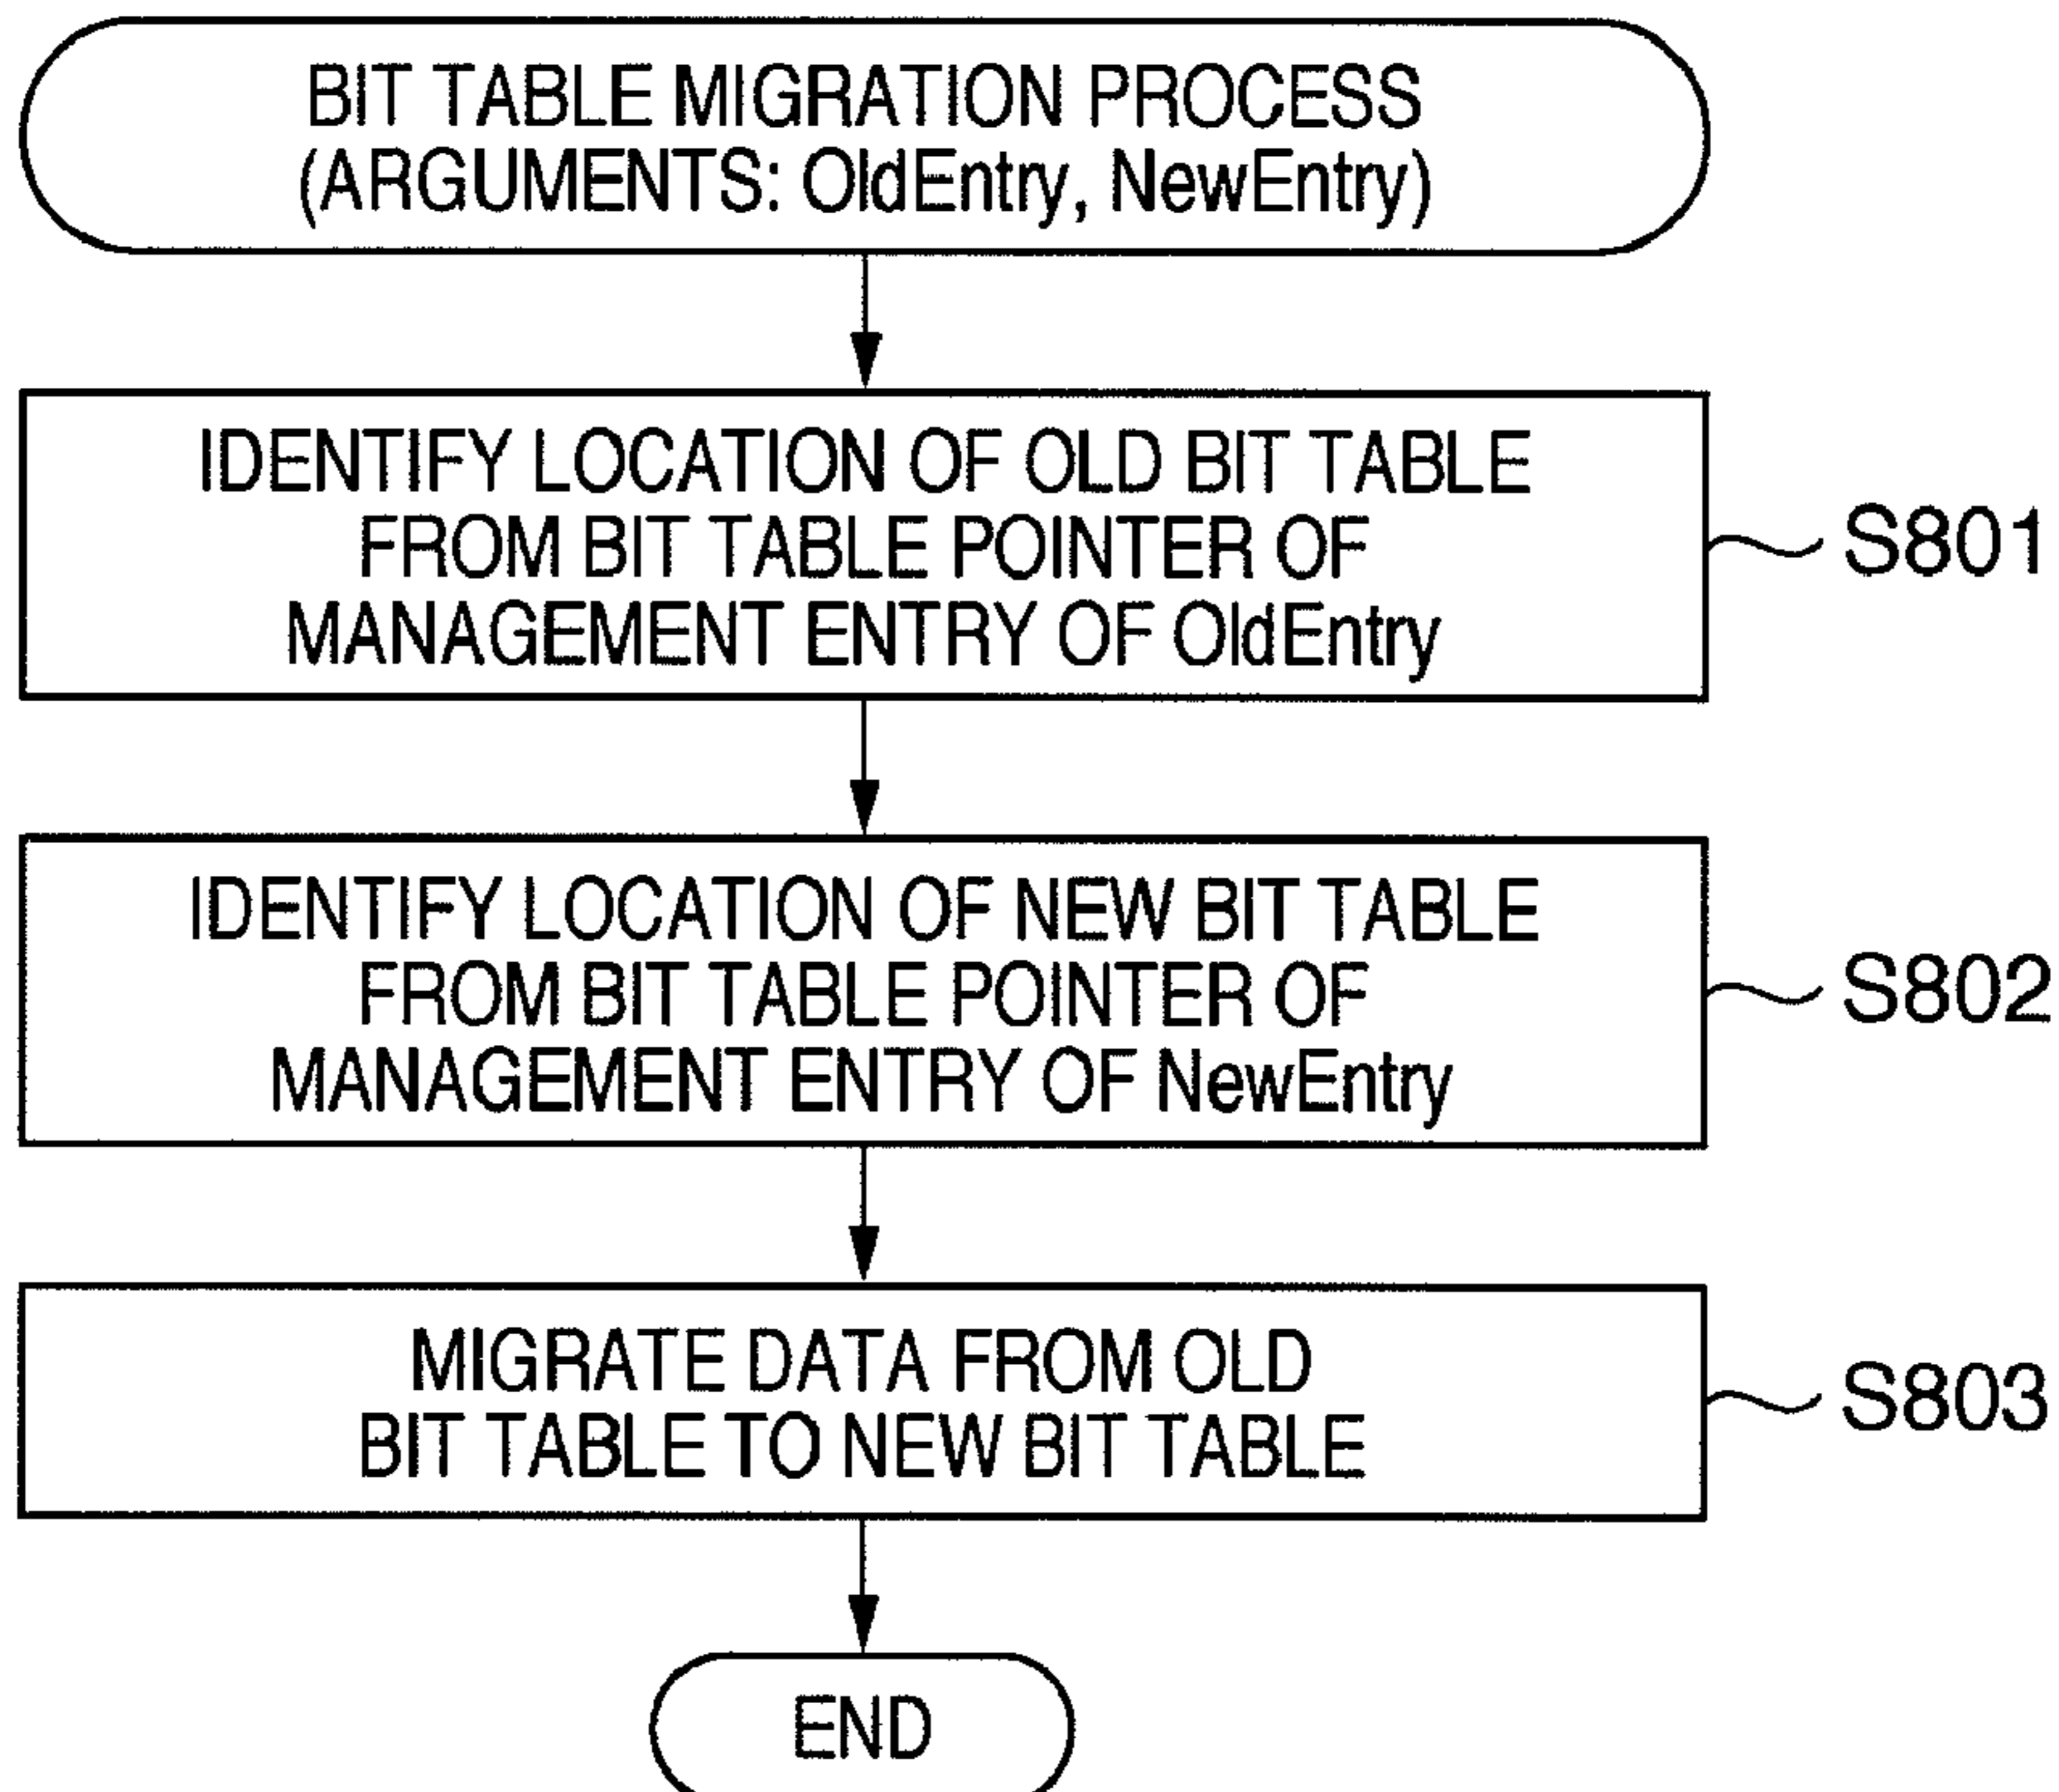 BIT TABLE MIGRATION PROCESS
(ARGUMENTS: OldEntry, NewEntry)
IDENTIFY LOCATION OF OLD BIT TABLE
FROM BIT TABLE POINTER OF
MANAGEMENT ENTRY OF OldEntry
S801
IDENTIFY LOCATION OF NEW BIT TABLE
FROM BIT TABLE POINTER OF
MANAGEMENT ENTRY OF NewEntry
S802
MIGRATE DATA FROM OLD
BIT TABLE TO NEW BIT TABLE
S803
END